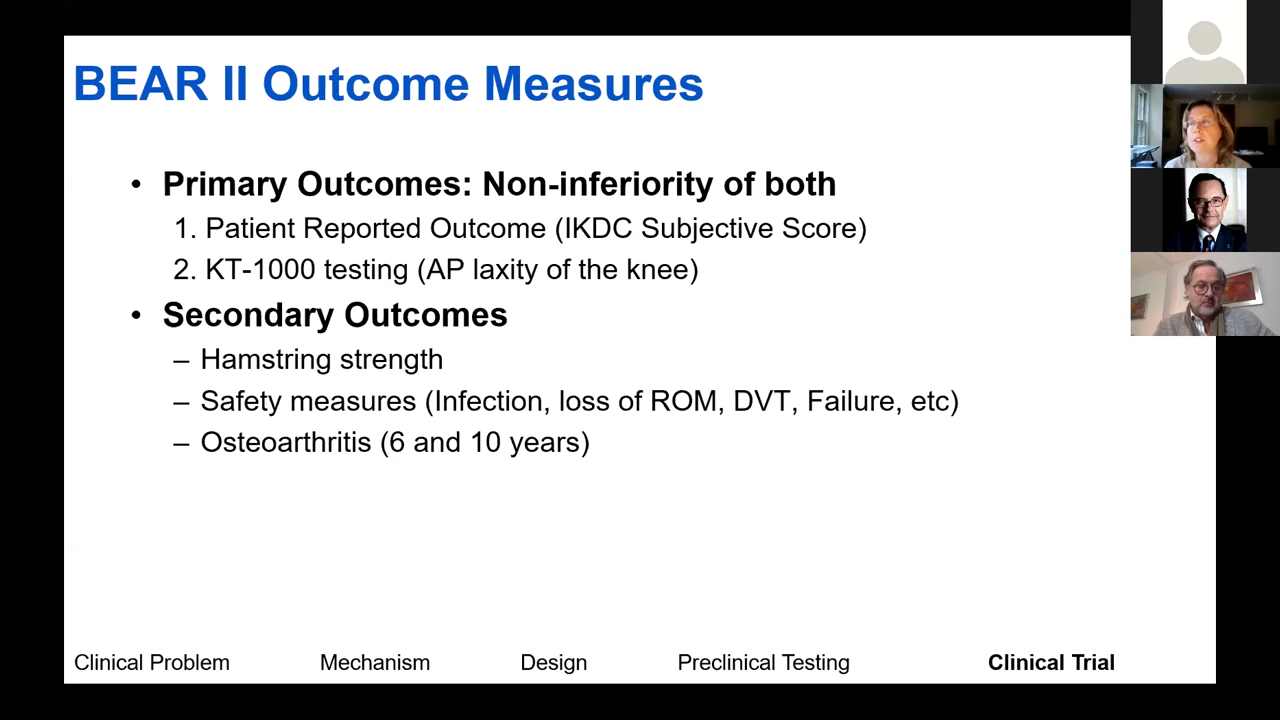 BEAR II Outcome Measures
• Primary Outcomes: Non-inferiority of both
1. Patient Reported Outcome (IKDC Subjective Score)
2. KT-1000 testing (AP laxity of the knee)
• Secondary Outcomes
– Hamstring strength
– Safety measures (Infection, loss of ROM, DVT, Failure, etc)
– Osteoarthritis (6 and 10 years)
Clinical Problem Mechanism Design Preclinical Testing Clinical Trial